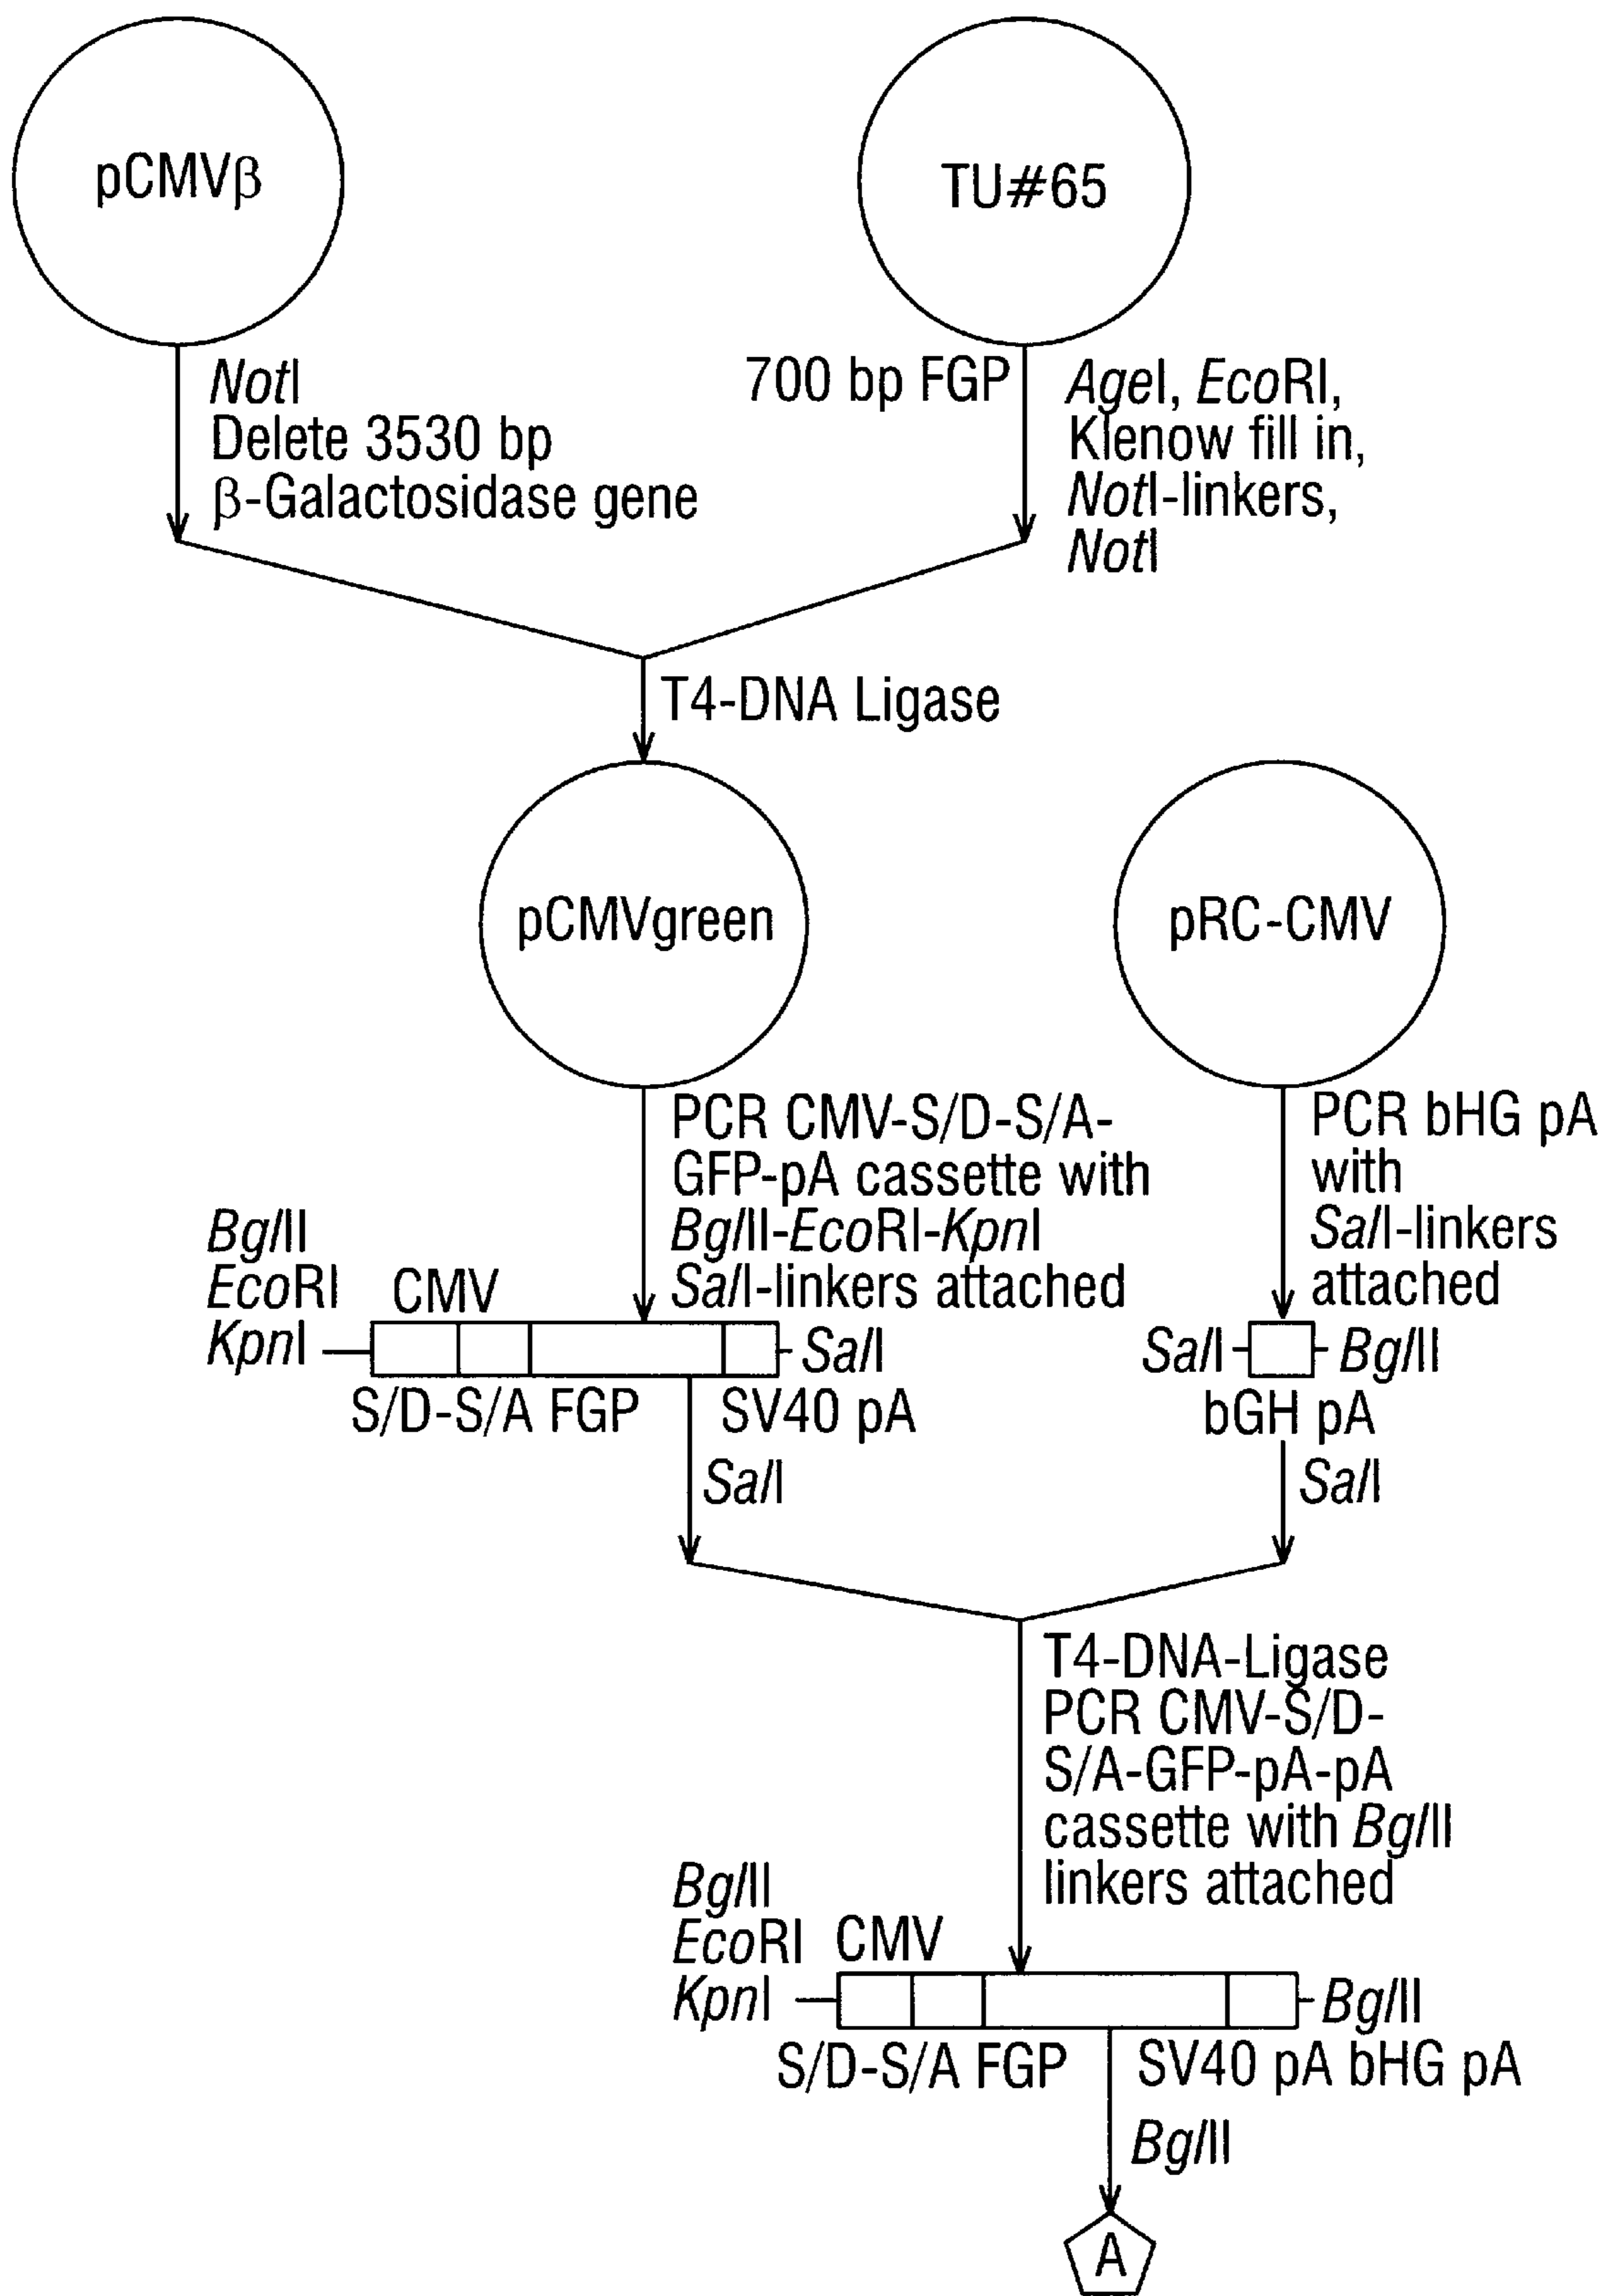 pCMVβ
TU#65
NotI
Delete 3530 bp
β-Galactosidase gene
700 bp FGP
AgeI, EcoRI,
Klenow fill in,
NotI-linkers,
NotI
T4-DNA Ligase
pCMVgreen
pRC-CMV
PCR CMV-S/D-S/A-
GFP-pA cassette with
BglII-EcoRI-KpnI
SalI-linkers attached
PCR bHG pA
with
SalI-linkers
attached
BglII
EcoRI
KpnI
CMV
SalI
S/D-S/A FGP
SV40 pA
SalI
SalI
BglII
bGH pA
SalI
T4-DNA-Ligase
PCR CMV-S/D-
S/A-GFP-pA-pA
cassette with BglII
linkers attached
BglII
EcoRI
KpnI
CMV
BglII
S/D-S/A FGP
SV40 pA bHG pA
BglII
A